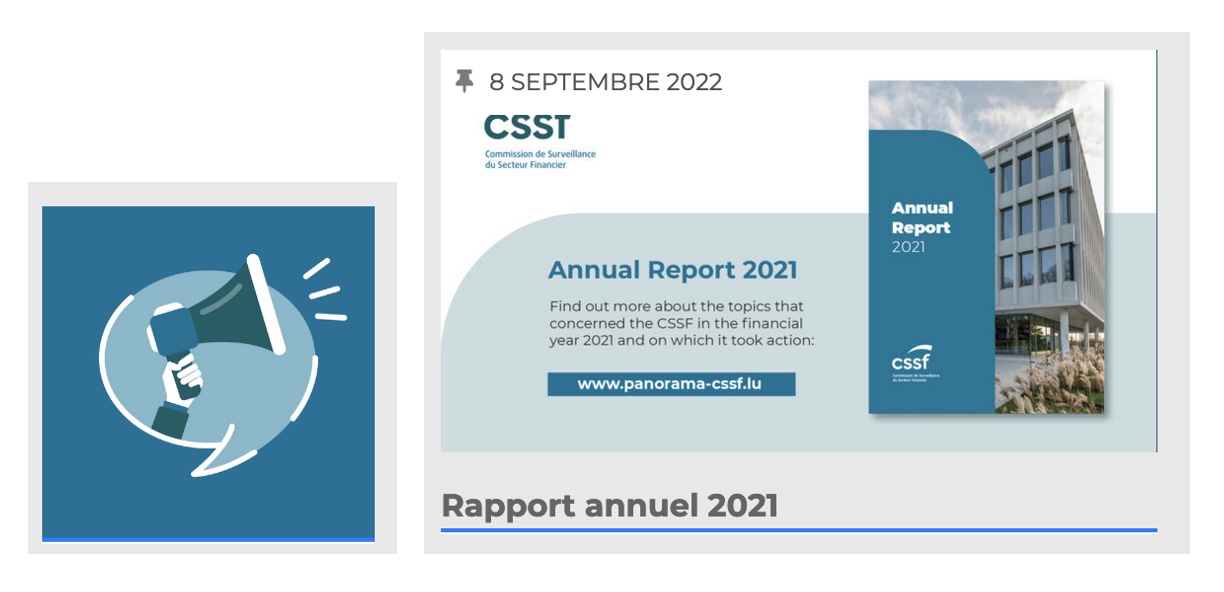 8 SEPTEMBRE 2022
Commission de Surveillance
du Secteur Financier
Annual Report 2021
Find out more about the topics that
concerned the CSSF in the financial
year 2021 and on which it took action:
www.panorama-cssf.lu
Annual
Report
2021
cssf
Commission de Surveillance
du Secteur Financier
Rapport annuel 2021